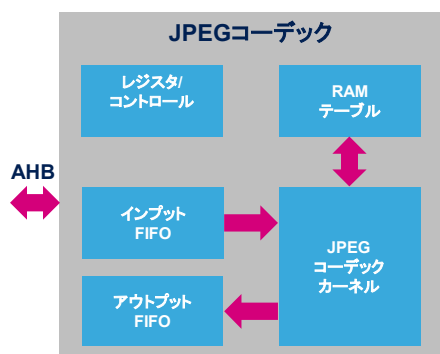 JPEGコーデック
レジスタ/
コントロール
RAM
テーブル
AHB
インプット
FIFO
JPEG
コーデック
カーネル
アウトプット
FIFO